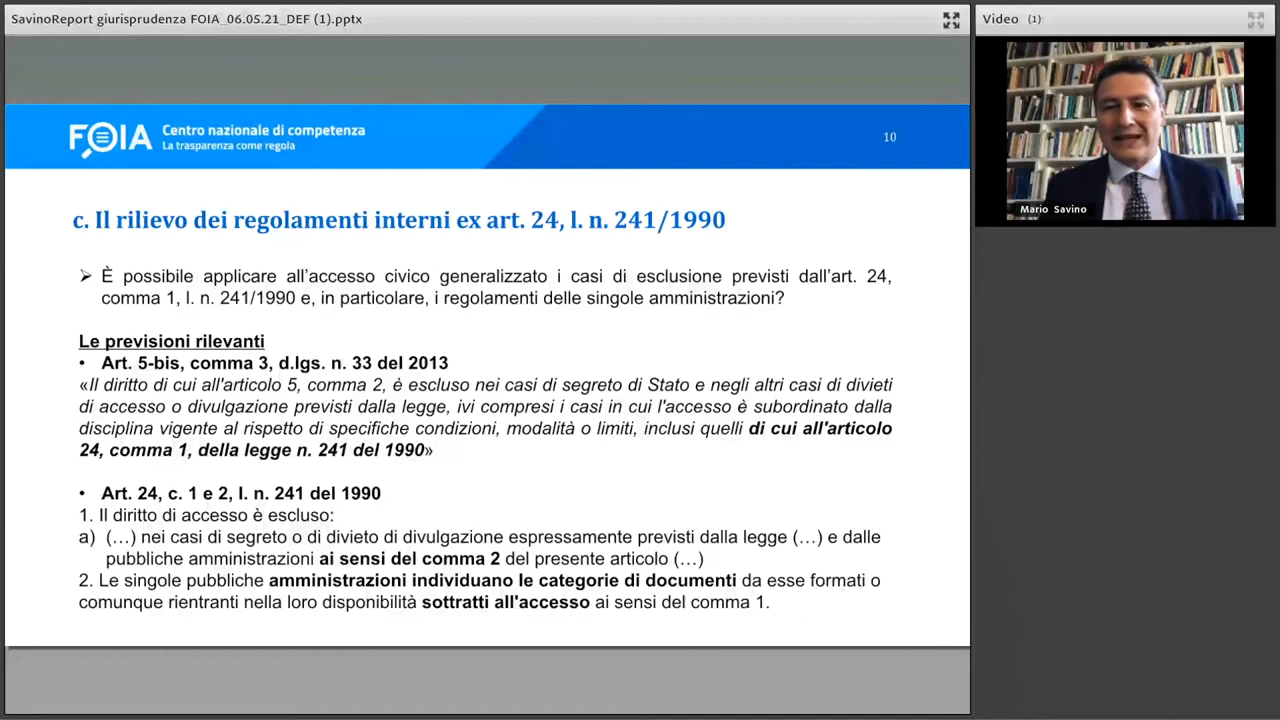 SavinoReport giurisprudenza FOIA_06.05.21_DEF (1).pptx
Video (1)
FOIA
Centro nazionale di competenza
La trasparenza come regola
10
Mario Savino
c. Il rilievo dei regolamenti interni ex art. 24, l. n. 241/1990
➢ È possibile applicare all'accesso civico generalizzato i casi di esclusione previsti dall'art. 24,
comma 1, l. n. 241/1990 e, in particolare, i regolamenti delle singole amministrazioni?
Le previsioni rilevanti
• Art. 5-bis, comma 3, d.lgs. n. 33 del 2013
«Il diritto di cui all'articolo 5, comma 2, è escluso nei casi di segreto di Stato e negli altri casi di divieti
di accesso o divulgazione previsti dalla legge, ivi compresi i casi in cui l'accesso è subordinato dalla
disciplina vigente al rispetto di specifiche condizioni, modalità o limiti, inclusi quelli di cui all'articolo
24, comma 1, della legge n. 241 del 1990»
• Art. 24, c. 1 e 2, l. n. 241 del 1990
1. Il diritto di accesso è escluso:
a) (…) nei casi di segreto o di divieto di divulgazione espressamente previsti dalla legge (…) e dalle
pubbliche amministrazioni ai sensi del comma 2 del presente articolo (…)
2. Le singole pubbliche amministrazioni individuano le categorie di documenti da esse formati o
comunque rientranti nella loro disponibilità sottratti all'accesso ai sensi del comma 1.